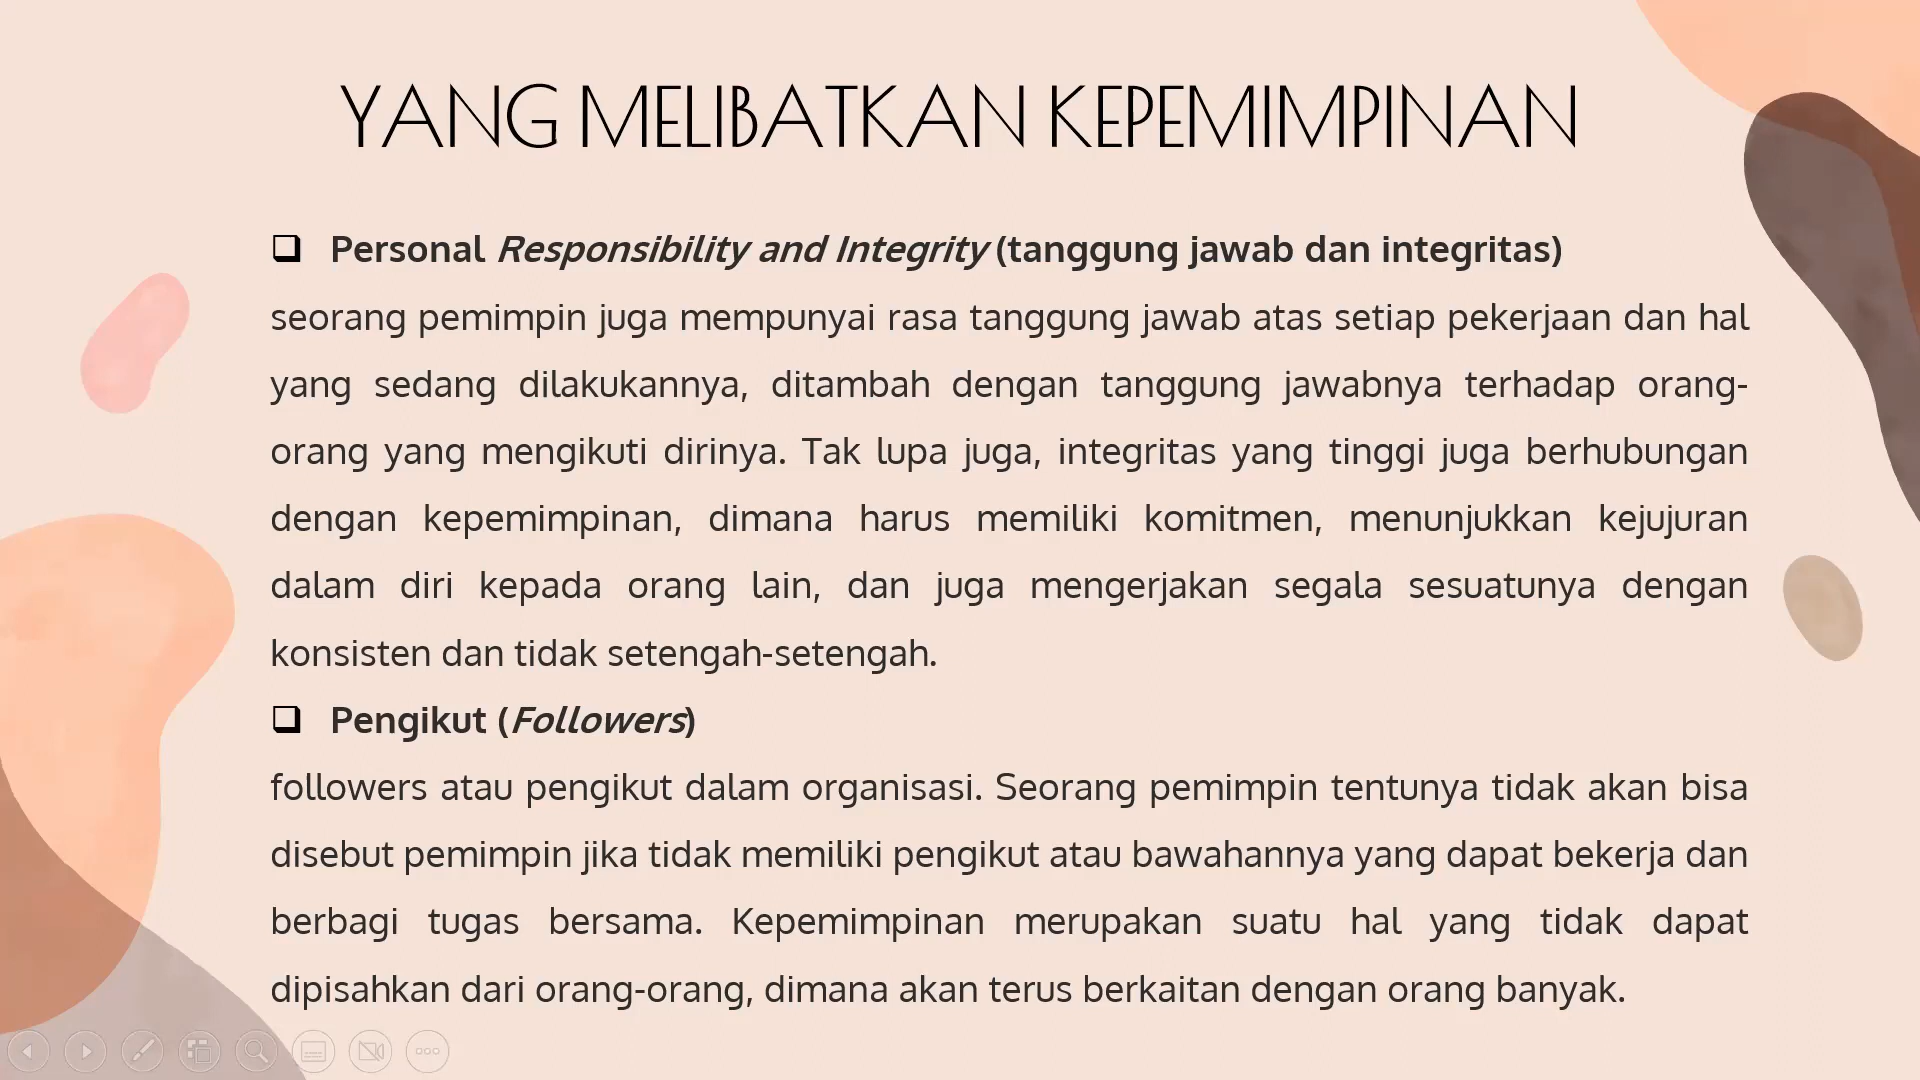 YANG MELIBATKAN KEPEMIMPINAN
Personal Responsibility and Integrity (tanggung jawab dan integritas)
seorang pemimpin juga mempunyai rasa tanggung jawab atas setiap pekerjaan dan hal
yang sedang dilakukannya, ditambah dengan tanggung jawabnya terhadap orang-
orang yang mengikuti dirinya. Tak lupa juga, integritas yang tinggi juga berhubungan
dengan kepemimpinan, dimana harus memiliki komitmen, menunjukkan kejujuran
dalam diri kepada orang lain, dan juga mengerjakan segala sesuatunya dengan
konsisten dan tidak setengah-setengah.
Pengikut (Followers)
followers atau pengikut dalam organisasi. Seorang pemimpin tentunya tidak akan bisa
disebut pemimpin jika tidak memiliki pengikut atau bawahannya yang dapat bekerja dan
berbagi tugas bersama. Kepemimpinan merupakan suatu hal yang tidak dapat
dipisahkan dari orang-orang, dimana akan terus berkaitan dengan orang banyak.